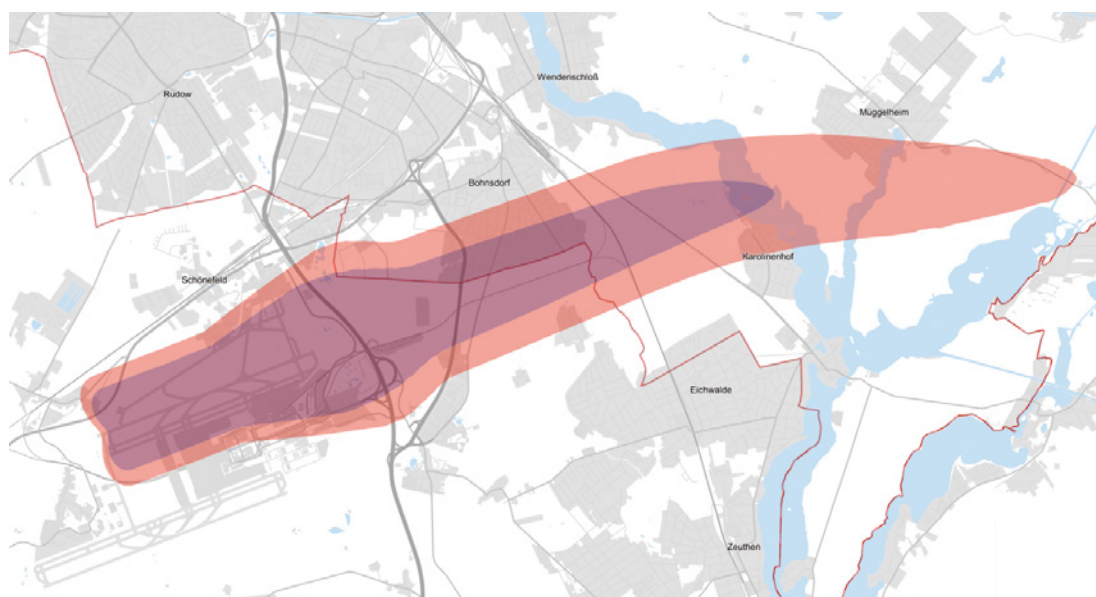 Wendenschloß
Rudow
Müggelheim
Bohnsdorf
Karolinenhof
Schönefeld
Eichwalde
Zeuthen